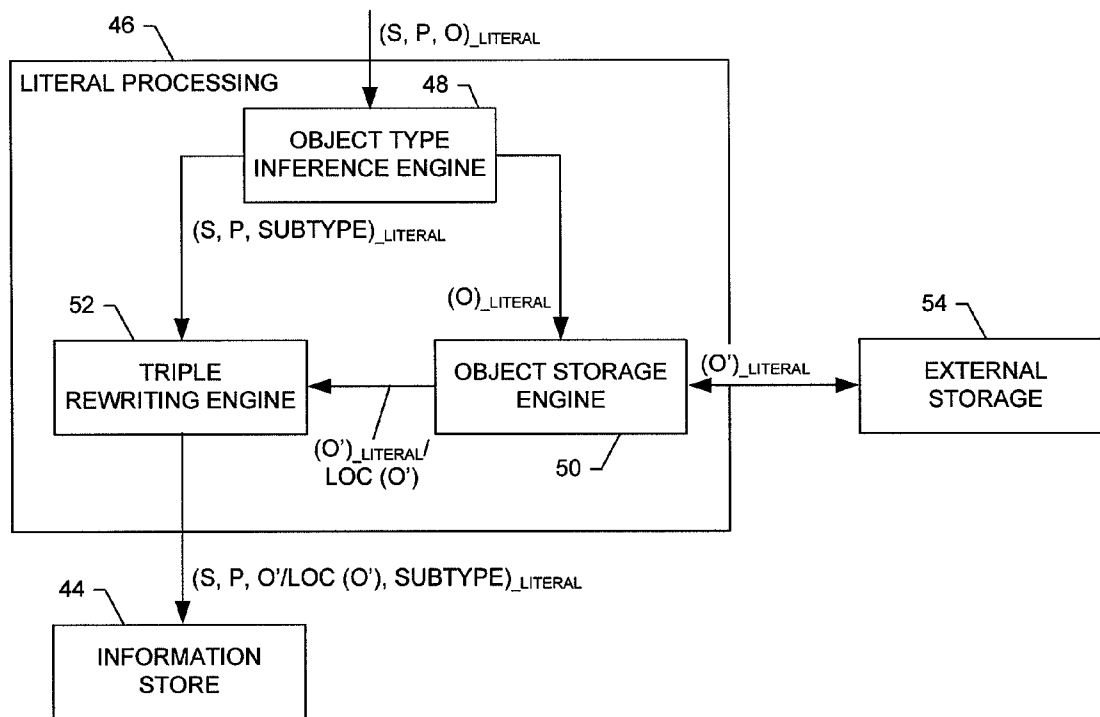 46
(S, P, O)_LITERAL
LITERAL PROCESSING
48
OBJECT TYPE
INFERENCE ENGINE
(S, P, SUBTYPE)_LITERAL
52
(O)_LITERAL
54
TRIPLE
REWRITING ENGINE
OBJECT STORAGE
ENGINE
(O')_LITERAL
EXTERNAL
STORAGE
(O')_LITERAL/
LOC (O')
50
(S, P, O'/LOC (O'), SUBTYPE)_LITERAL
44
INFORMATION
STORE